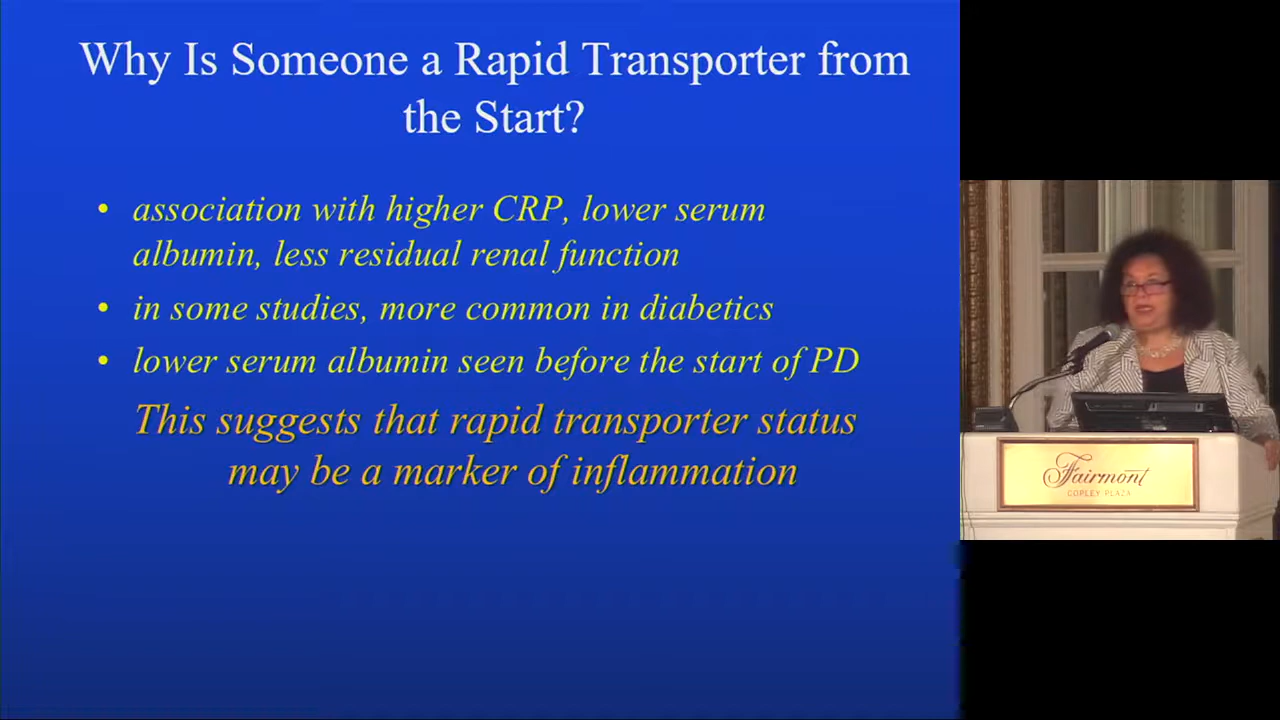 Why Is Someone a Rapid Transporter from
the Start?
• association with higher CRP, lower serum
albumin, less residual renal function
• in some studies, more common in diabetics
• lower serum albumin seen before the start of PD
This suggests that rapid transporter status
may be a marker of inflammation
Fairmont
COPLEY PLAZA